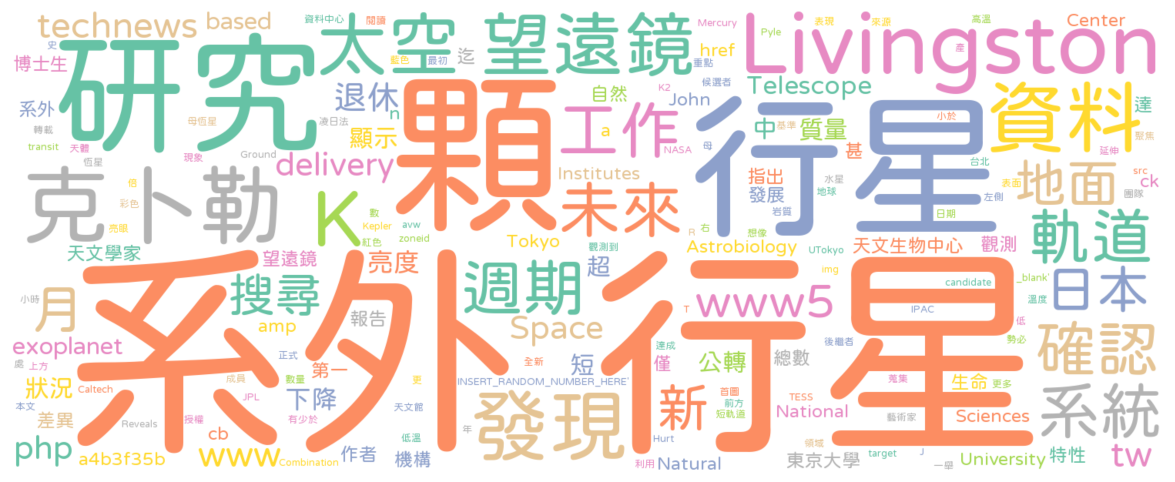 technews based 資料中心 閱讀 Mercury 表現 來源 高溫 Center
研究 太空望遠鏡 Livingston
博士生 史 藍色 最初 迄 href 重點 Pyle 產
系外 退休 n 自然 John 候選者 K2 Telescope 資料 達
轉載 母恆星 凌日法 顯示 a 工作 NASA 中 基準 質量 小於 聚焦
transit 天體 恆星 現象 Ground delivery 顆 母 行星 甚 台北 延伸
克卜勒 Institutes 指出 水星 表面 src
倍 K 數 未來 發展 地球 岩質 左側 地面 團隊 ck
彩色 亮眼 Kepler avw 右 R 想像 日期
天文學家 紅色 zoneid Tokyo 觀測到 Astrobiology UTokyo 天文生物中心 觀測 軌道
望遠鏡 亮度 超 img candidate _blank'
小時 月 搜尋 週期 www5 T IPAC 溫度 日本
exoplanet amp 報告 Space 短 達成 僅 公轉 總數 後繼者 低 勢必
處 上方 正式 第一 全新 系外行星 確認
狀況 Caltech 成員 數量 更 INSERT_RANDOM_NUMBER_HERE' 百圖 TESS 蒐集 生命 更多
本文 JPL 下降 發現 新 前方 短軌道 National 藝術家 Sciences 系統
差異 Reveals 授權 有少於 天文館
php cb 低溫 年 Hurt 領域 J
a4b3f35b www Combination 作者 機構 利用 Natural 東京大學 target 一舉 University 特性 tw